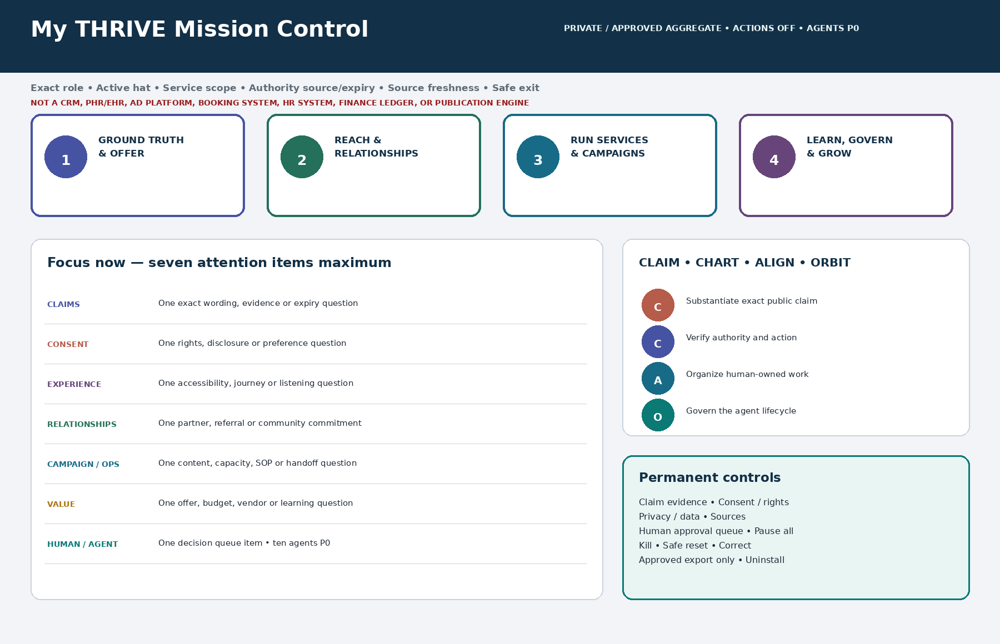 My THRIVE Mission Control
PRIVATE / APPROVED AGGREGATE • ACTIONS OFF • AGENTS P0
Exact role • Active hat • Service scope • Authority source/expiry • Source freshness • Safe exit
NOT A CRM, PHR/EHR, AD PLATFORM, BOOKING SYSTEM, HR SYSTEM, FINANCE LEDGER, OR PUBLICATION ENGINE
1
GROUND TRUTH
& OFFER
2
REACH &
RELATIONSHIPS
3
RUN SERVICES
& CAMPAIGNS
4
LEARN, GOVERN
& GROW
Focus now — seven attention items maximum
CLAIMS
One exact wording, evidence or expiry question
CONSENT
One rights, disclosure or preference question
EXPERIENCE
One accessibility, journey or listening question
RELATIONSHIPS
One partner, referral or community commitment
CAMPAIGN / OPS
One content, capacity, SOP or handoff question
VALUE
One offer, budget, vendor or learning question
HUMAN / AGENT
One decision queue item • ten agents P0
CLAIM • CHART • ALIGN • ORBIT
C
Substantiate exact public claim
C
Verify authority and action
A
Organize human-owned work
O
Govern the agent lifecycle
Permanent controls
Claim evidence • Consent / rights
Privacy / data • Sources
Human approval queue • Pause all
Kill • Safe reset • Correct
Approved export only • Uninstall